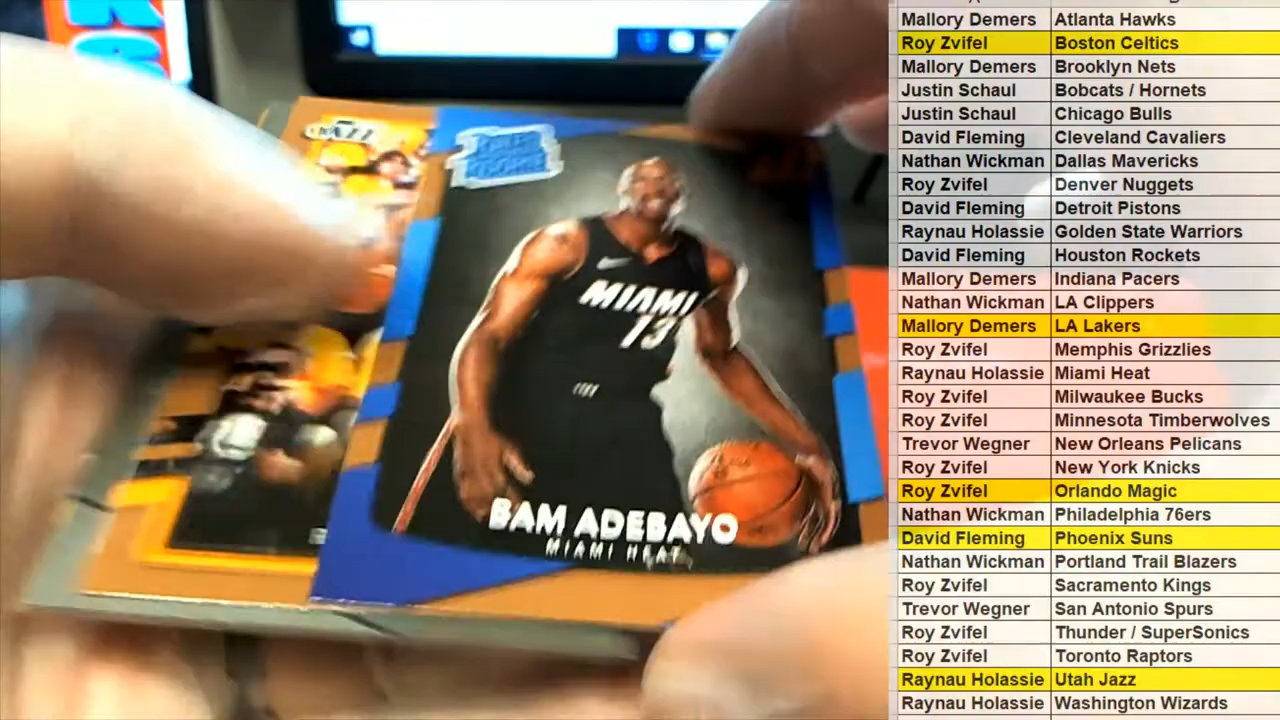 MIAMI
13
BAM ADEBAYO
MIAMI HEAT
Mallory Demers Atlanta Hawks
Roy Zvifel Boston Celtics
Mallory Demers Brooklyn Nets
Justin Schaul Bobcats / Hornets
Justin Schaul Chicago Bulls
David Fleming Cleveland Cavaliers
Nathan Wickman Dallas Mavericks
Roy Zvifel Denver Nuggets
David Fleming Detroit Pistons
Raynau Holassie Golden State Warriors
David Fleming Houston Rockets
Mallory Demers Indiana Pacers
Nathan Wickman LA Clippers
Mallory Demers LA Lakers
Roy Zvifel Memphis Grizzlies
Raynau Holassie Miami Heat
Roy Zvifel Milwaukee Bucks
Roy Zvifel Minnesota Timberwolves
Trevor Wegner New Orleans Pelicans
Roy Zvifel New York Knicks
Roy Zvifel Orlando Magic
Nathan Wickman Philadelphia 76ers
David Fleming Phoenix Suns
Nathan Wickman Portland Trail Blazers
Roy Zvifel Sacramento Kings
Trevor Wegner San Antonio Spurs
Roy Zvifel Thunder / SuperSonics
Roy Zvifel Toronto Raptors
Raynau Holassie Utah Jazz
Raynau Holassie Washington Wizards